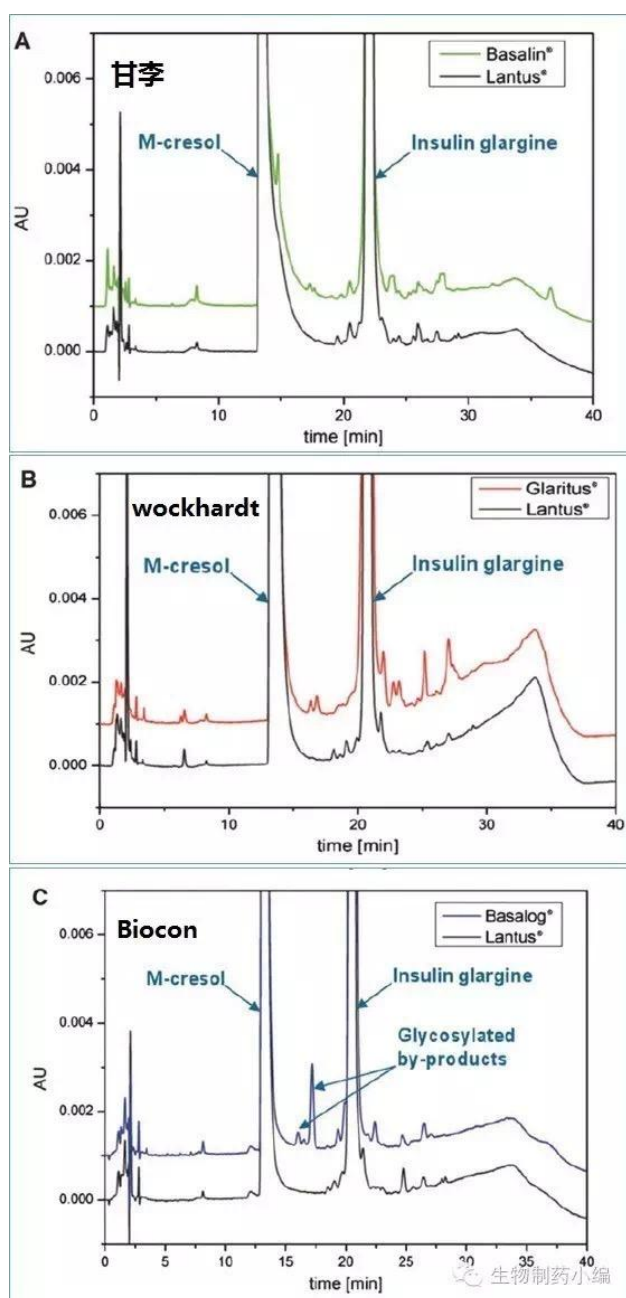 A
甘李
Basalin®
Lantus®
M-cresol
Insulin glargine
AU
0.006
0.004
0.002
0.000
0
10
20
30
40
time [min]
B
wockhardt
Glaritus®
Lantus®
M-cresol
Insulin glargine
AU
0.006
0.004
0.002
0.000
0
10
20
30
40
time [min]
C
Biocon
Basalog®
Lantus®
M-cresol
Insulin glargine
Glycosylated
by-products
AU
0.006
0.004
0.002
0.000
0
5
10
15
20
25
30
35
40
time [min]
生物制药小编